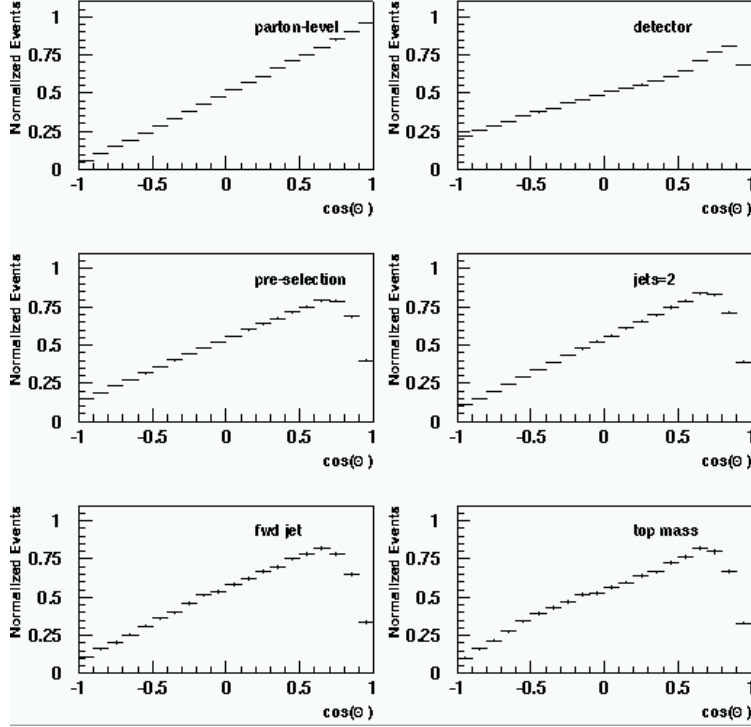 parton-level
Normalized Events
1
0.75
0.5
0.25
0
-1 -0.5 0 0.5 1
cos(Θ)
detector
Normalized Events
1
0.75
0.5
0.25
0
-1 -0.5 0 0.5 1
cos(Θ)
pre-selection
Normalized Events
1
0.75
0.5
0.25
0
-1 -0.5 0 0.5 1
cos(Θ)
jets=2
Normalized Events
1
0.75
0.5
0.25
0
-1 -0.5 0 0.5 1
cos(Θ)
fwd jet
Normalized Events
1
0.75
0.5
0.25
0
-1 -0.5 0 0.5 1
cos(Θ)
top mass
Normalized Events
1
0.75
0.5
0.25
0
-1 -0.5 0 0.5 1
cos(Θ)